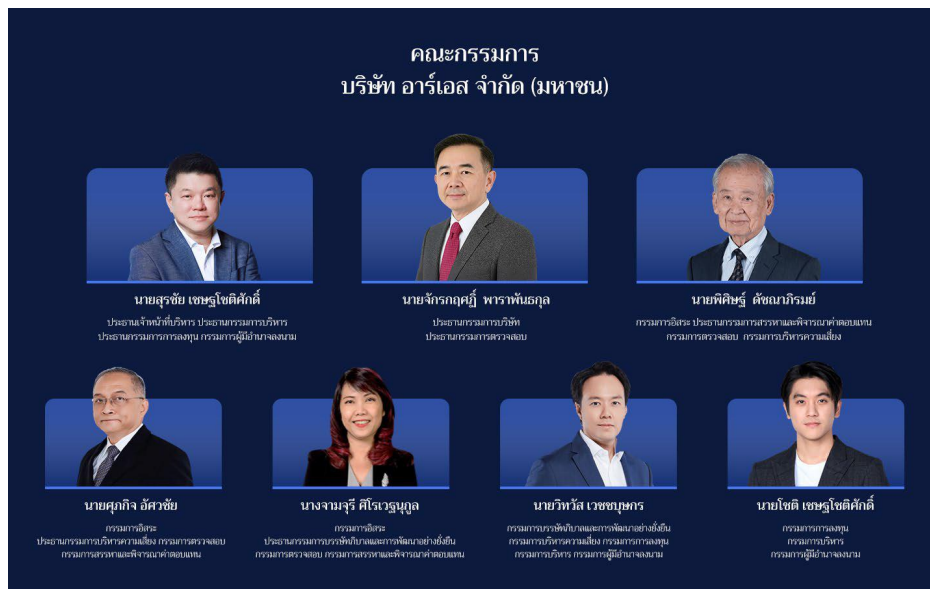 คณะกรรมการ
บริษัท อาร์เอส จำกัด (มหาชน)
นายสุรชัย เชษฐโชติศักดิ์
ประธานเจ้าหน้าที่บริหาร ประธานกรรมการบริหาร
ประธานกรรมการการลงทุน กรรมการผู้มีอำนาจลงนาม
นายจักรกฤศฏิ์ พาราพันธกุล
ประธานกรรมการบริษัท
ประธานกรรมการตรวจสอบ
นายพิศิษฐ์ ดัชณาภิรมย์
กรรมการอิสระ ประธานกรรมการสรรหาและพิจารณาค่าตอบแทน
กรรมการตรวจสอบ กรรมการบริหารความเสี่ยง
นายศุภกิจ อัศวชัย
กรรมการอิสระ
ประธานกรรมการบริหารความเสี่ยง กรรมการตรวจสอบ
กรรมการสรรหาและพิจารณาค่าตอบแทน
นางจามจุรี ศิโรเวฐนุกูล
กรรมการอิสระ
ประธานกรรมการบรรษัทภิบาลและการพัฒนาอย่างยั่งยืน
กรรมการตรวจสอบ กรรมการสรรหาและพิจารณาค่าตอบแทน
นายวิทวัส เวชชบุษกร
กรรมการบรรษัทภิบาลและการพัฒนาอย่างยั่งยืน
กรรมการบริหารความเสี่ยง กรรมการการลงทุน
กรรมการบริหาร กรรมการผู้มีอำนาจลงนาม
นายโชติ เชษฐโชติศักดิ์
กรรมการการลงทุน
กรรมการบริหาร
กรรมการผู้มีอำนาจลงนาม